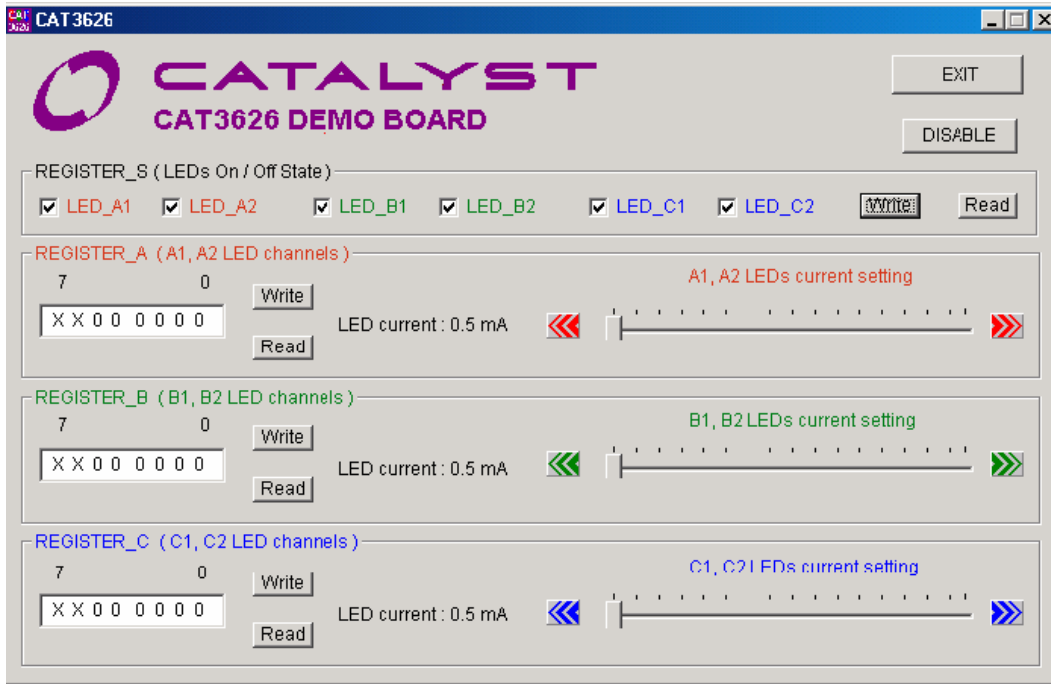 CAT3626
CATALYST
CAT3626 DEMO BOARD
EXIT
DISABLE
REGISTER_S ( LEDs On / Off State )
LED_A1 LED_A2 LED_B1 LED_B2 LED_C1 LED_C2 Write Read
REGISTER_A ( A1, A2 LED channels )
7 0
X X 0 0 0 0 0 0
Write
Read
LED current : 0.5 mA
A1, A2 LEDs current setting
REGISTER_B ( B1, B2 LED channels )
7 0
X X 0 0 0 0 0 0
Write
Read
LED current : 0.5 mA
B1, B2 LEDs current setting
REGISTER_C ( C1, C2 LED channels )
7 0
X X 0 0 0 0 0 0
Write
Read
LED current : 0.5 mA
C1, C2 LEDs current setting